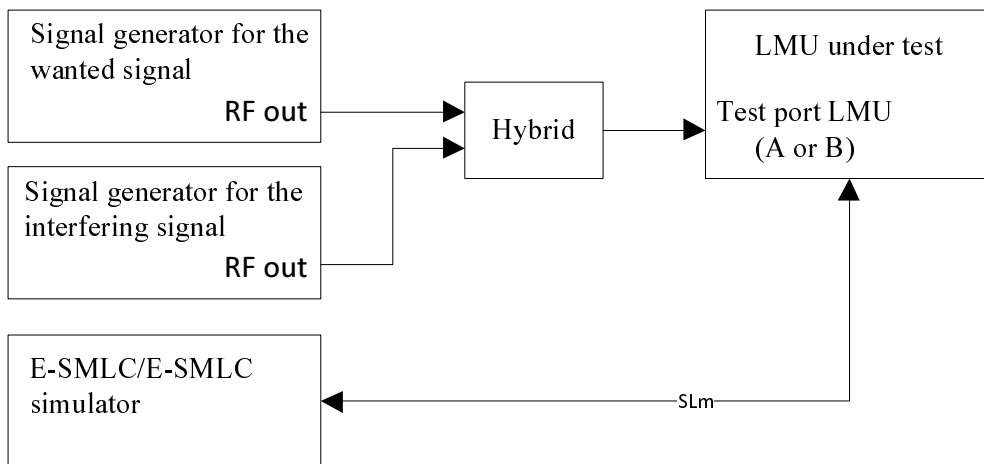 Signal generator for the
wanted signal
RF out
Signal generator for the
interfering signal
RF out
Hybrid
LMU under test
Test port LMU
(A or B)
E-SMLC/E-SMLC
simulator
SLm